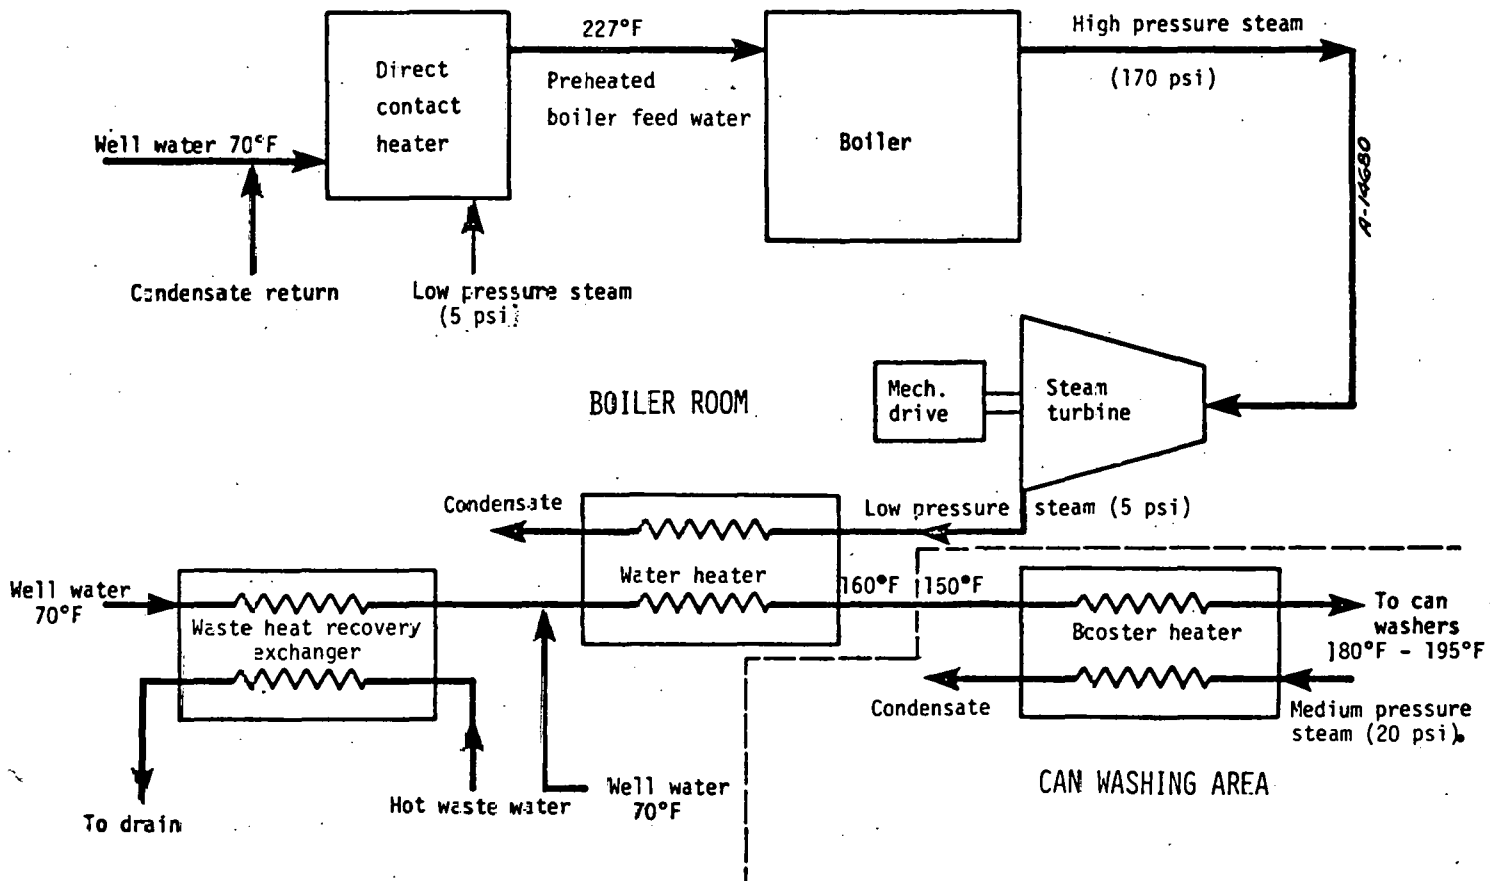 227°F
High pressure steam
(170 psi)
Direct
contact
heater
Preheated
boiler feed water
Boiler
Well water 70°F
A-14680
Condensate return
Low pressure steam
(5 psi)
BOILER ROOM
Mech.
drive
Steam
turbine
Condensate
Low pressure steam (5 psi)
Water heater
160°F
150°F
Well water
70°F
Waste heat recovery
exchanger
Booster heater
To can
washers
180°F - 195°F
Condensate
Medium pressure
steam (20 psi).
CAN WASHING AREA
Hot waste water
Well water
70°F
To drain